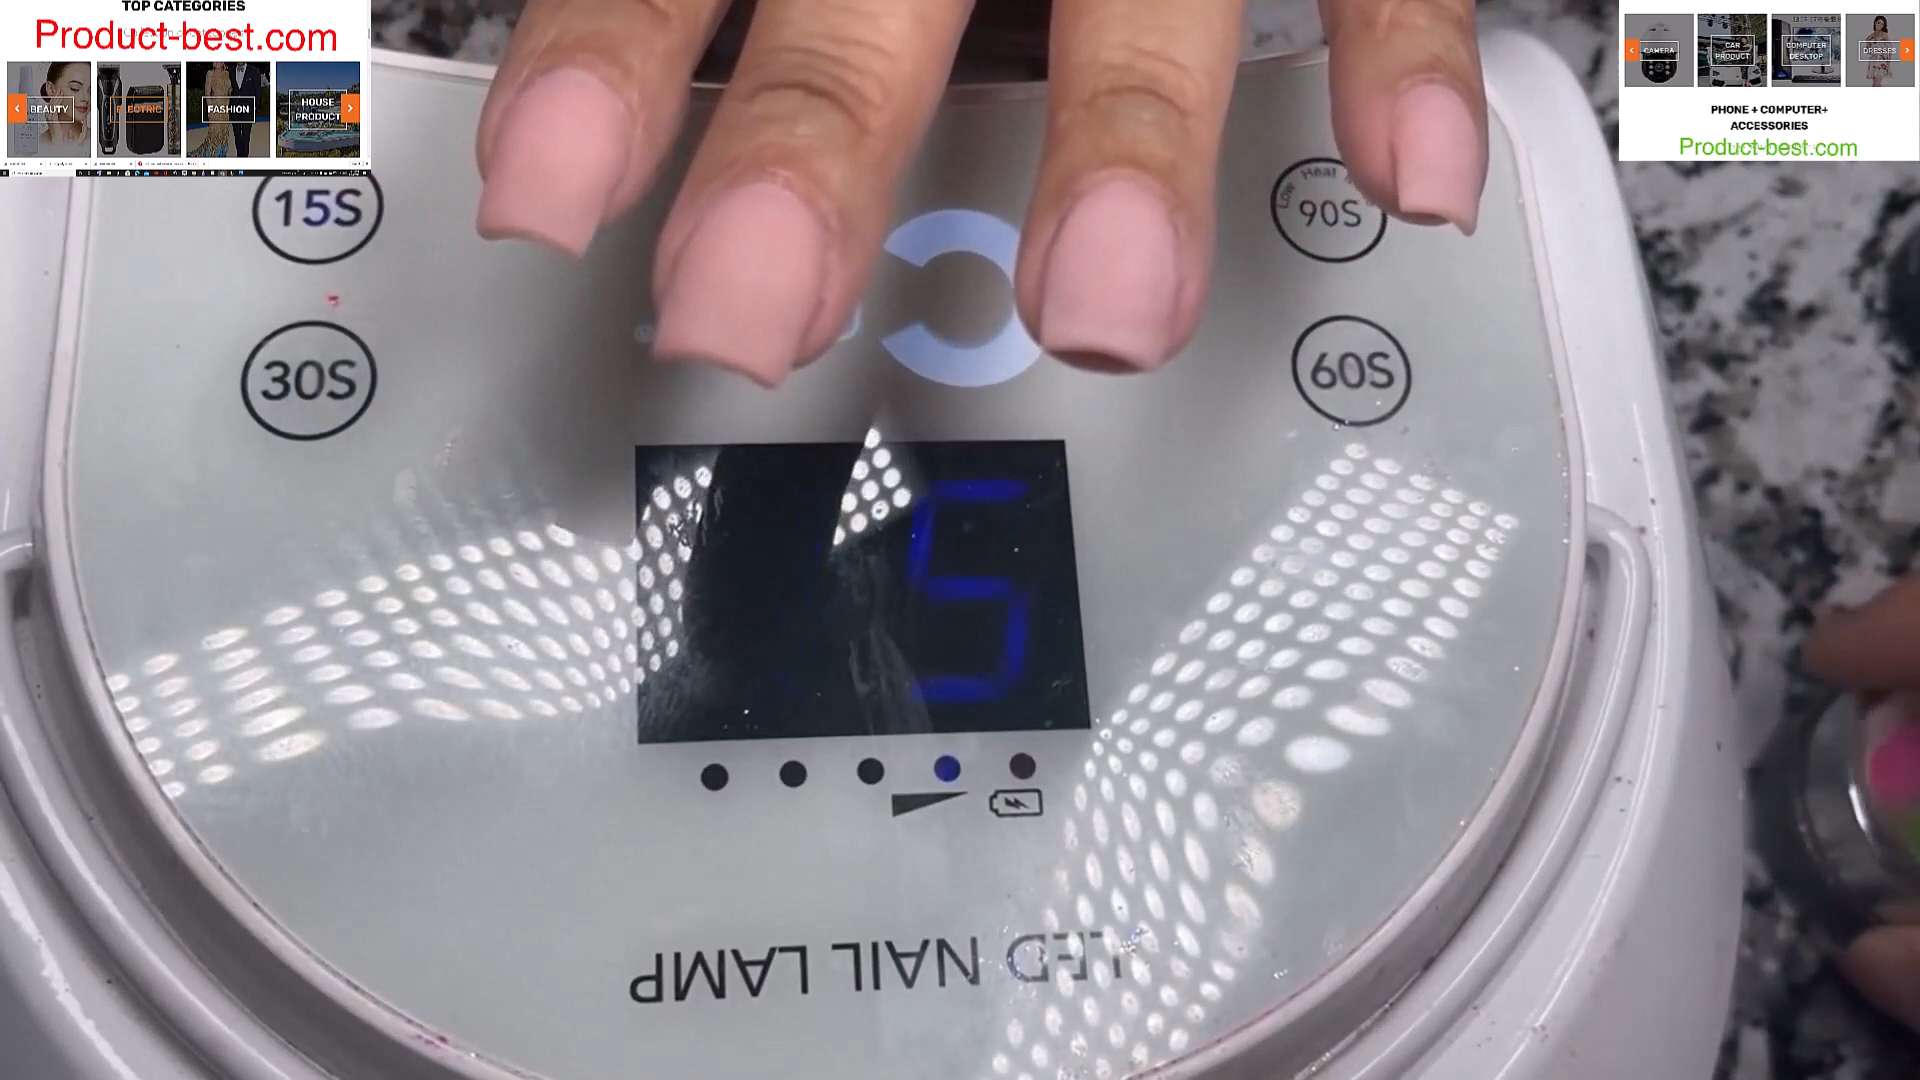 TOP CATEGORIES
Product-best.com
BEAUTY
ELECTRIC
FASHION
HOUSE
PRODUCT
CAMERA
CAR
PRODUCT
COMPUTER
DESKTOP
DRESSES
PHONE + COMPUTER+
ACCESSORIES
Product-best.com
15S
Low Heat
90S
30S
60S
5
LED NAIL LAMP